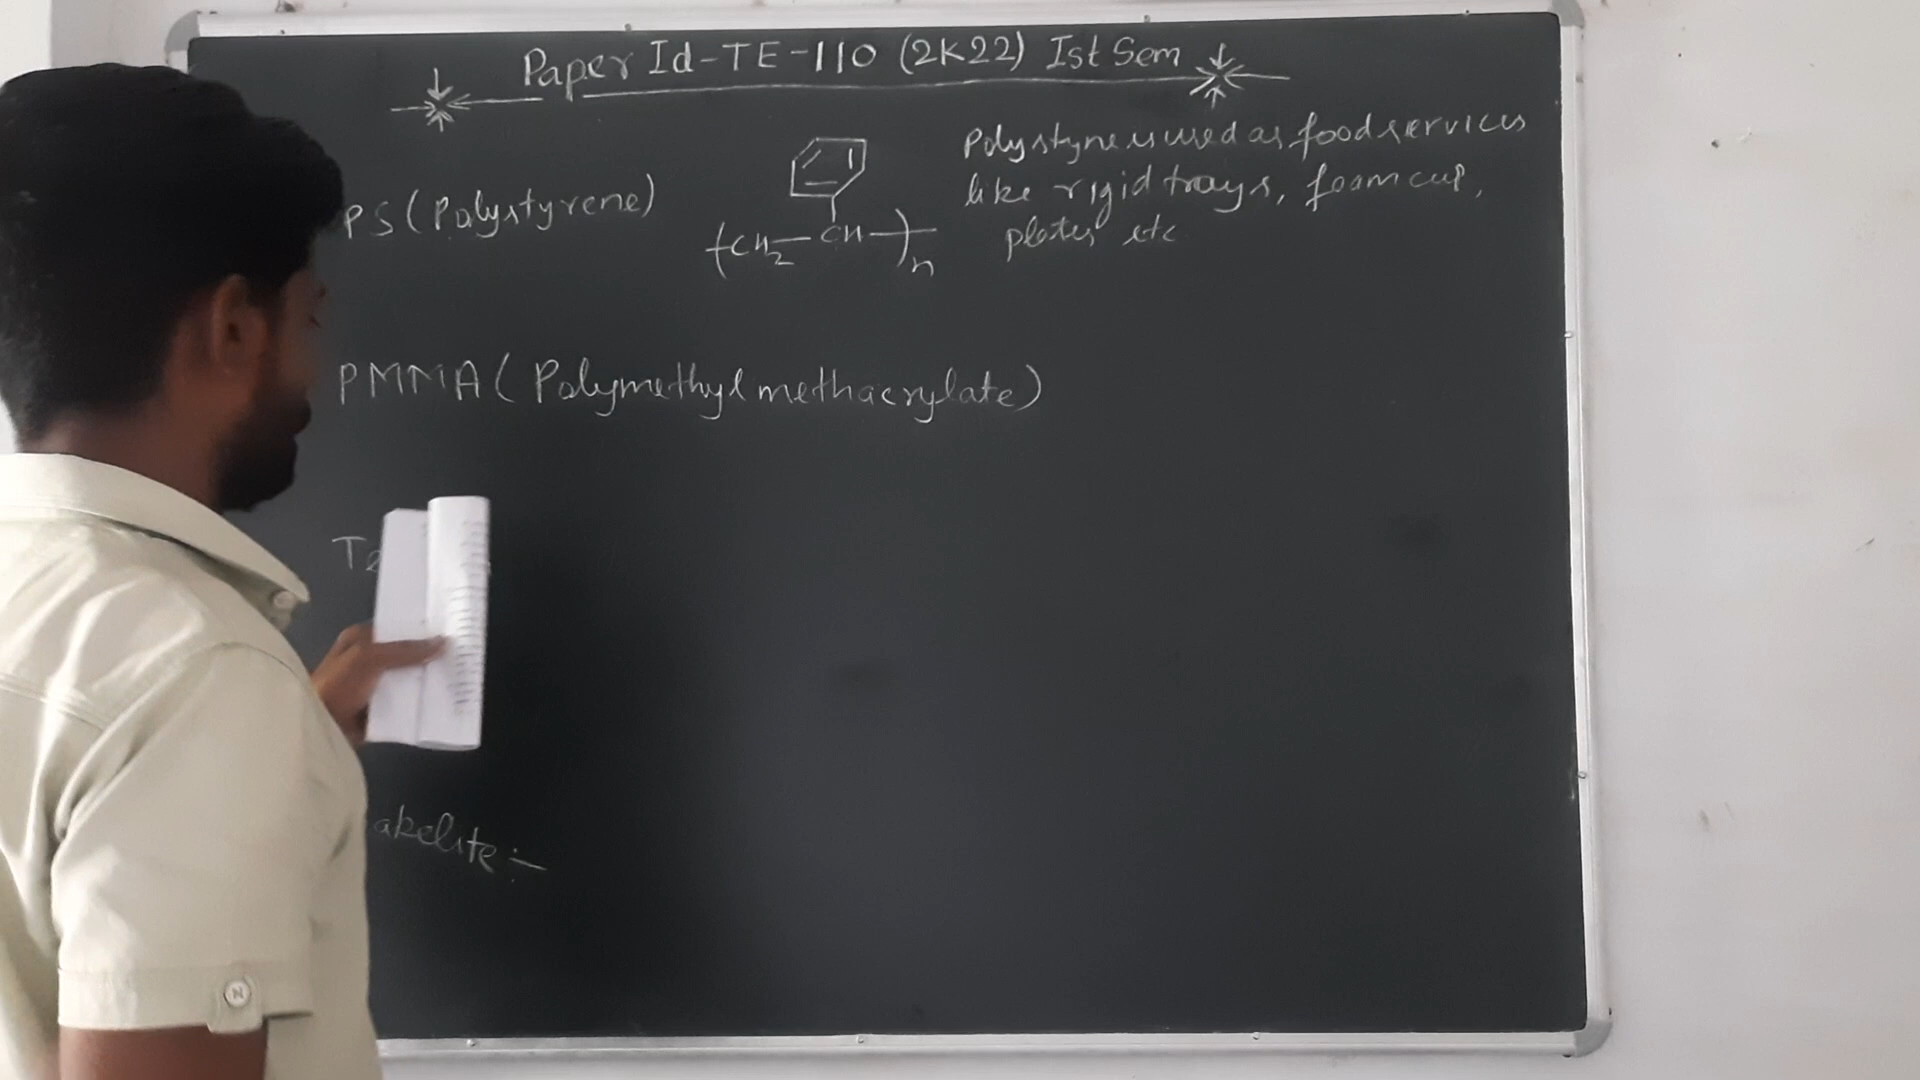 Paper Id-TE-110 (2K22) Ist Sem
PS (Polystyrene)
(CH2 - CH)n
Polystyne is used as food services
like rigid trays, foam cup,
plates etc
PMMA (Polymethyl methacrylate)
Te
akelite :-
N